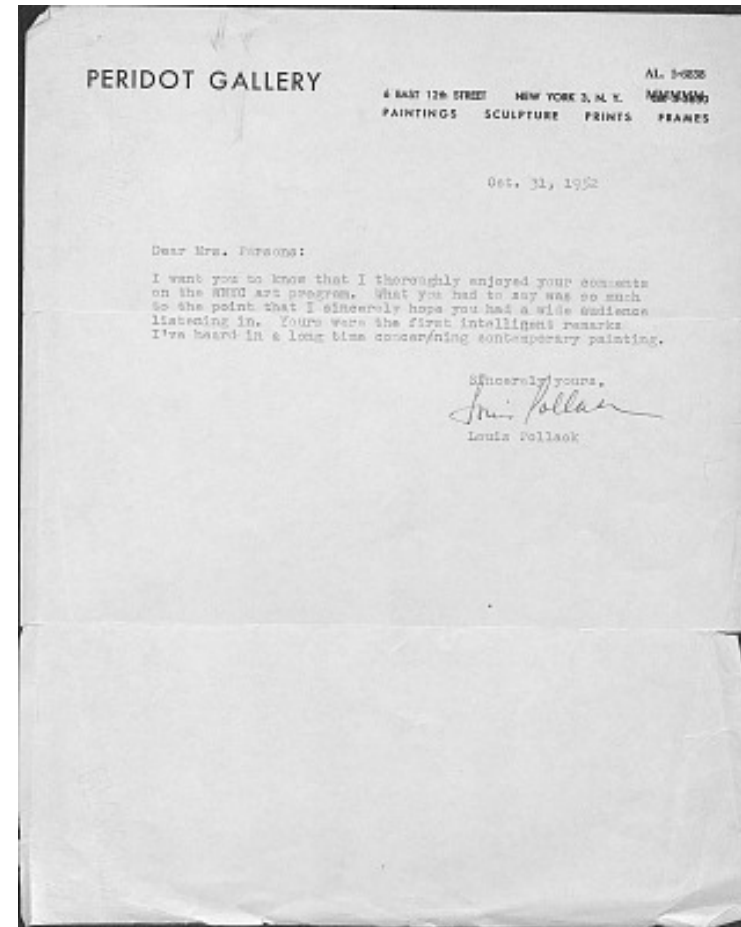 PERIDOT GALLERY
AL. 5-
6 EAST 12th STREET NEW YORK 3, N. Y.
PAINTINGS SCULPTURE PRINTS FRAMES
Oct. 31, 1952
Dear Mrs. Parsons:
I want you to know that I thoroughly enjoyed your comments
on the WNYC art program. What you had to say was so much
to the point that I sincerely hope you had a wide audience
listening in. Yours were the first intelligent remarks
I've heard in a long time concer/ning contemporary painting.
Sincerely yours,
Louis Pollack
Louis Pollack